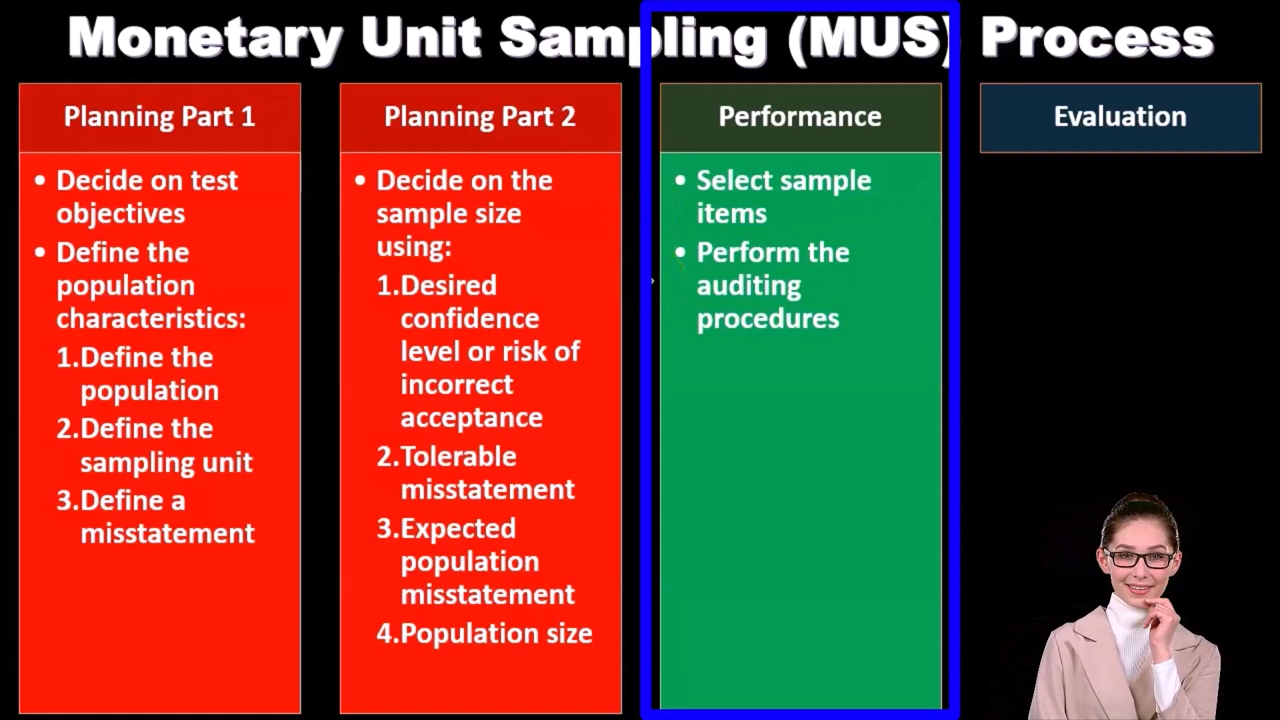 Monetary Unit Sampling (MUS) Process
Planning Part 1
• Decide on test
objectives
• Define the
population
characteristics:
1.Define the
population
2.Define the
sampling unit
3.Define a
misstatement
Planning Part 2
• Decide on the
sample size
using:
1.Desired
confidence
level or risk of
incorrect
acceptance
2.Tolerable
misstatement
3.Expected
population
misstatement
4.Population size
Performance
• Select sample
items
• Perform the
auditing
procedures
Evaluation